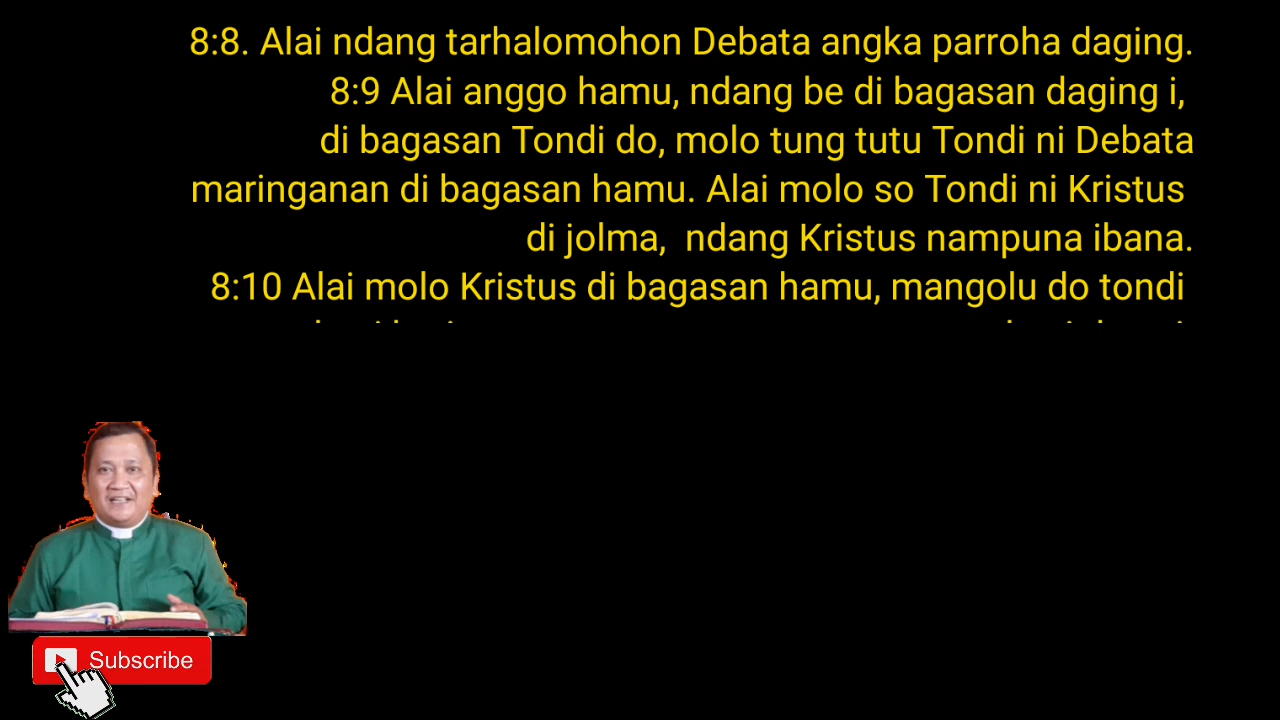 8:8. Alai ndang tarhalomohon Debata angka parroha daging.
8:9 Alai anggo hamu, ndang be di bagasan daging i,
di bagasan Tondi do, molo tung tutu Tondi ni Debata
maringanan di bagasan hamu. Alai molo so Tondi ni Kristus
di jolma, ndang Kristus nampuna ibana.
8:10 Alai molo Kristus di bagasan hamu, mangolu do tondi
Subscribe